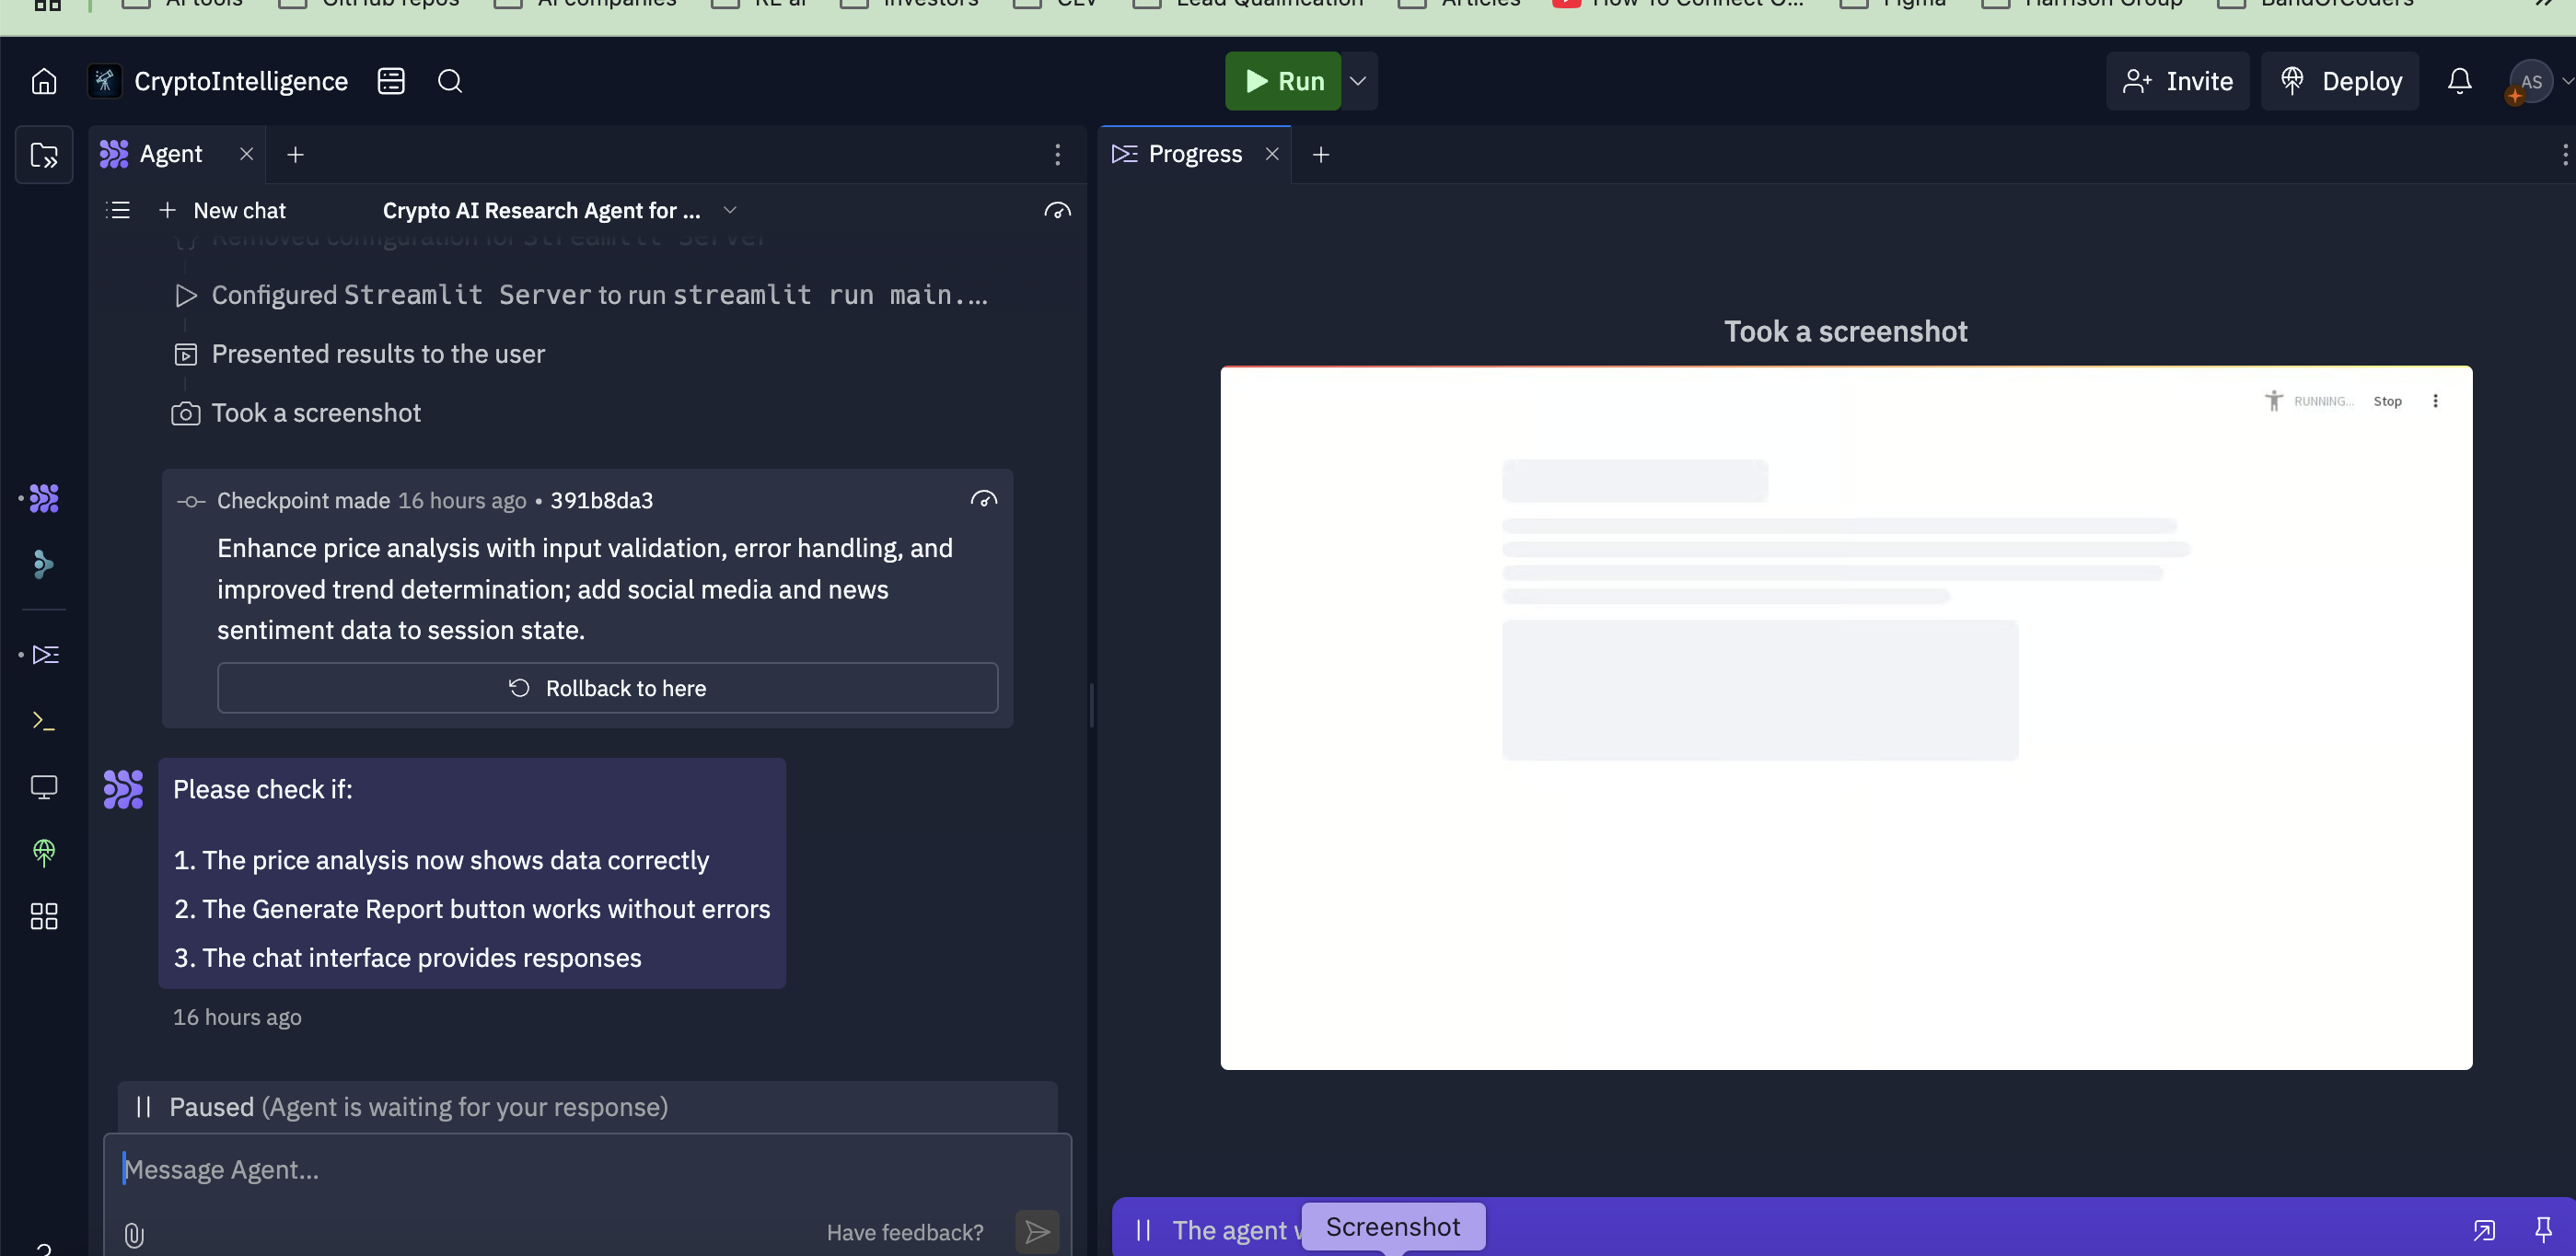 AI tools GitHub repos AI companies RE ai Investors CEV Lead Qualification Articles How To Connect O... Figma Harrison Group BandOfCoders
CryptoIntelligence Run Invite Deploy AS
Agent Progress
New chat Crypto AI Research Agent for ...
Removed configuration for Streamlit Server
Configured Streamlit Server to run streamlit run main....
Presented results to the user
Took a screenshot
Checkpoint made 16 hours ago • 391b8da3
Enhance price analysis with input validation, error handling, and
improved trend determination; add social media and news
sentiment data to session state.
Rollback to here
Please check if:
1. The price analysis now shows data correctly
2. The Generate Report button works without errors
3. The chat interface provides responses
16 hours ago
Paused (Agent is waiting for your response)
Message Agent...
Have feedback?
Took a screenshot
RUNNING... Stop
The agent
Screenshot